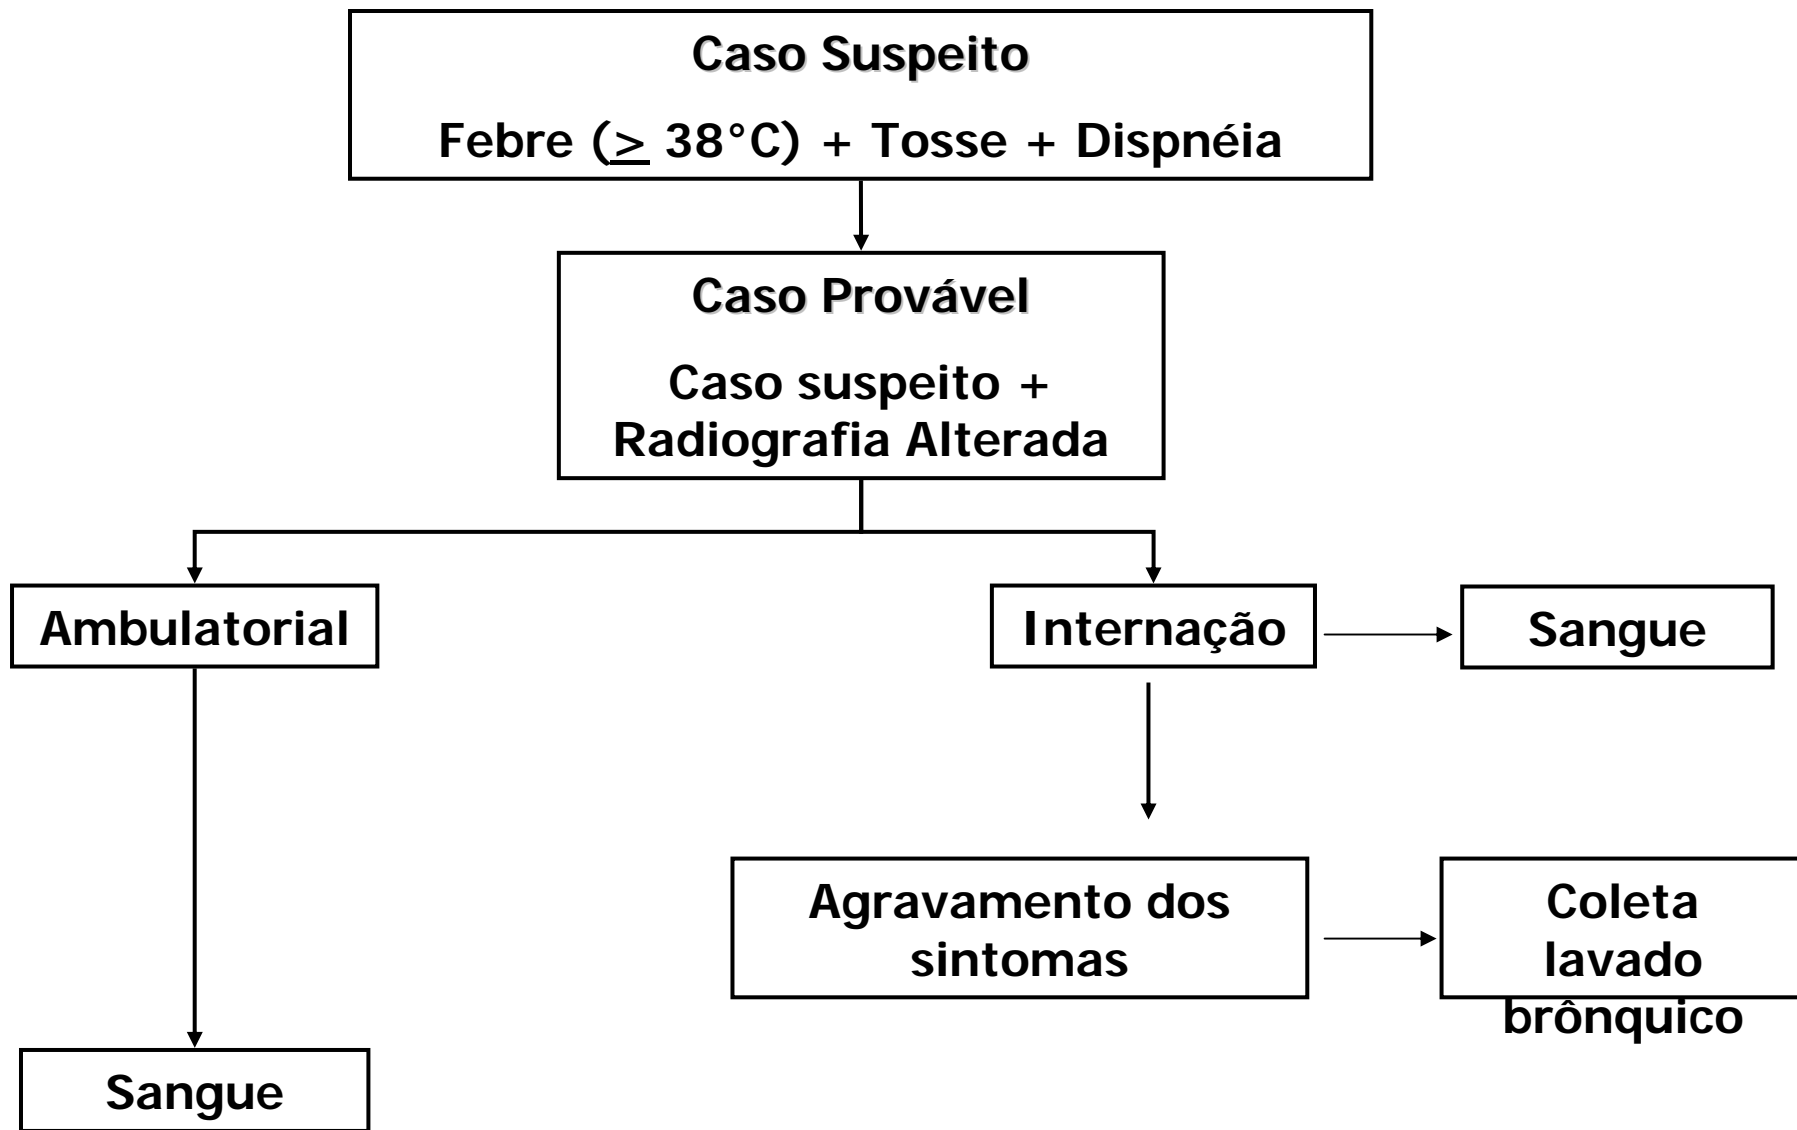 Caso Suspeito
Febre (≥ 38°C) + Tosse + Dispnéia
Caso Provável
Caso suspeito +
Radiografia Alterada
Ambulatorial
Internação
Sangue
Agravamento dos
sintomas
Coleta
lavado
brônquico
Sangue